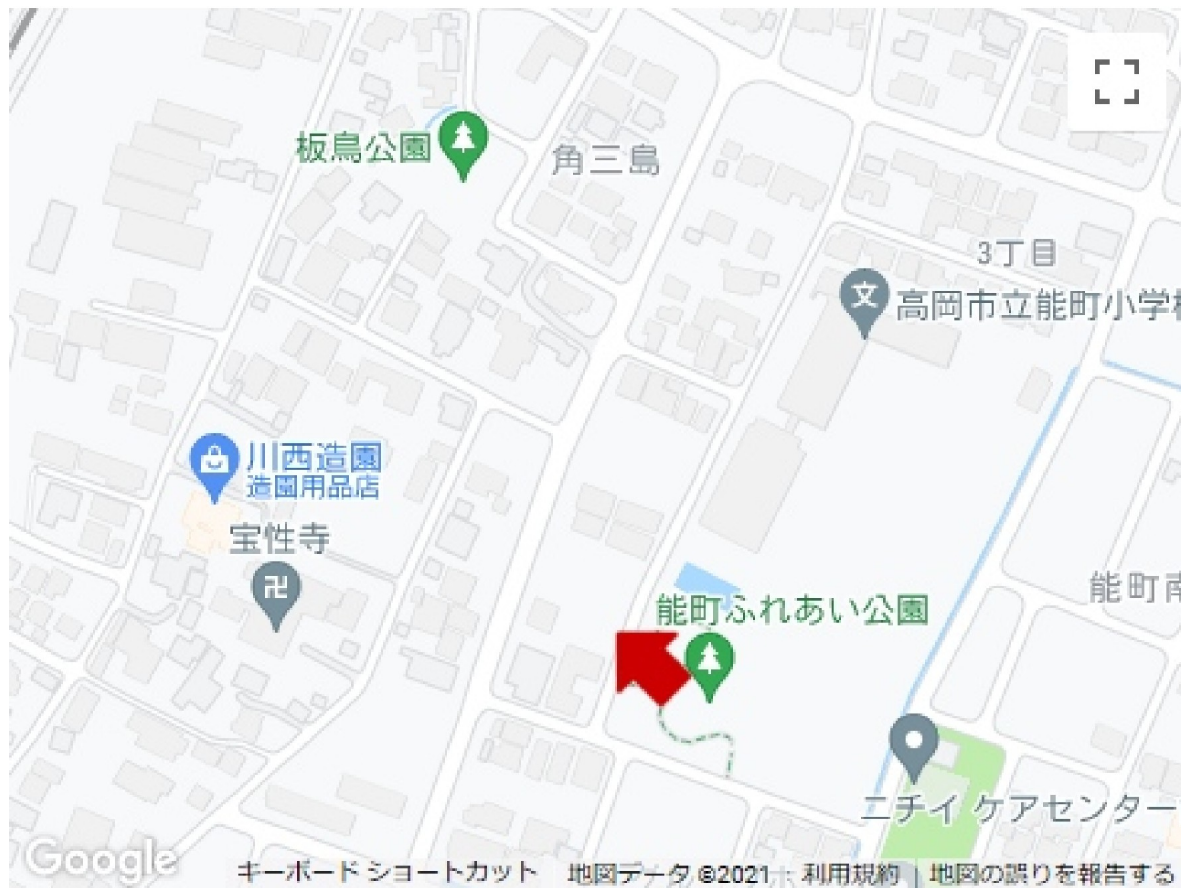 板鳥公園
角三島
3丁目
高岡市立能町小学
川西造園
造園用品店
宝性寺
能町ふれあい公園
能町南
ニチイ ケアセンター
Google
キーボード ショートカット
地図データ ©2021
利用規約
地図の誤りを報告する